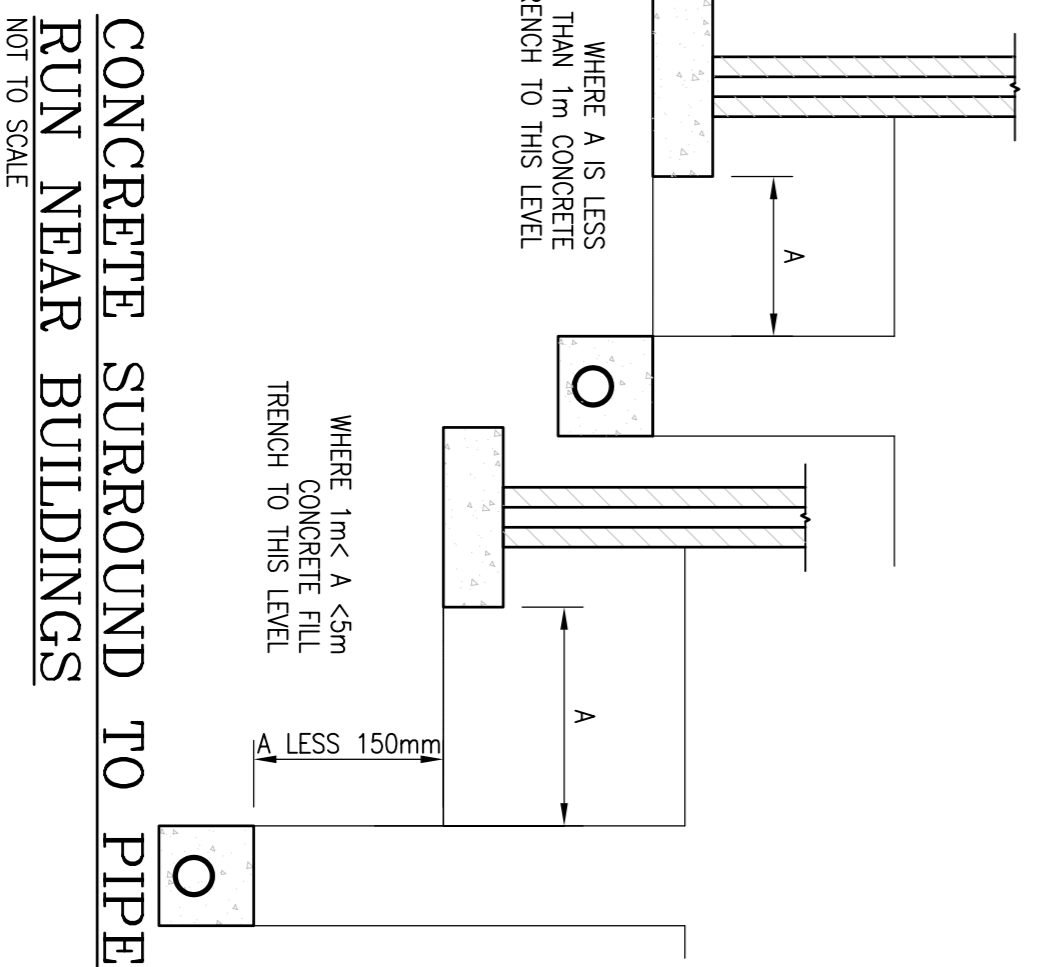 WHERE A IS LESS
THAN 1m CONCRETE
TRENCH TO THIS LEVEL
A
WHERE 1m< A <5m
CONCRETE FILL
TRENCH TO THIS LEVEL
A
A LESS 150mm
CONCRETE SURROUND TO PIPE
RUN NEAR BUILDINGS
NOT TO SCALE